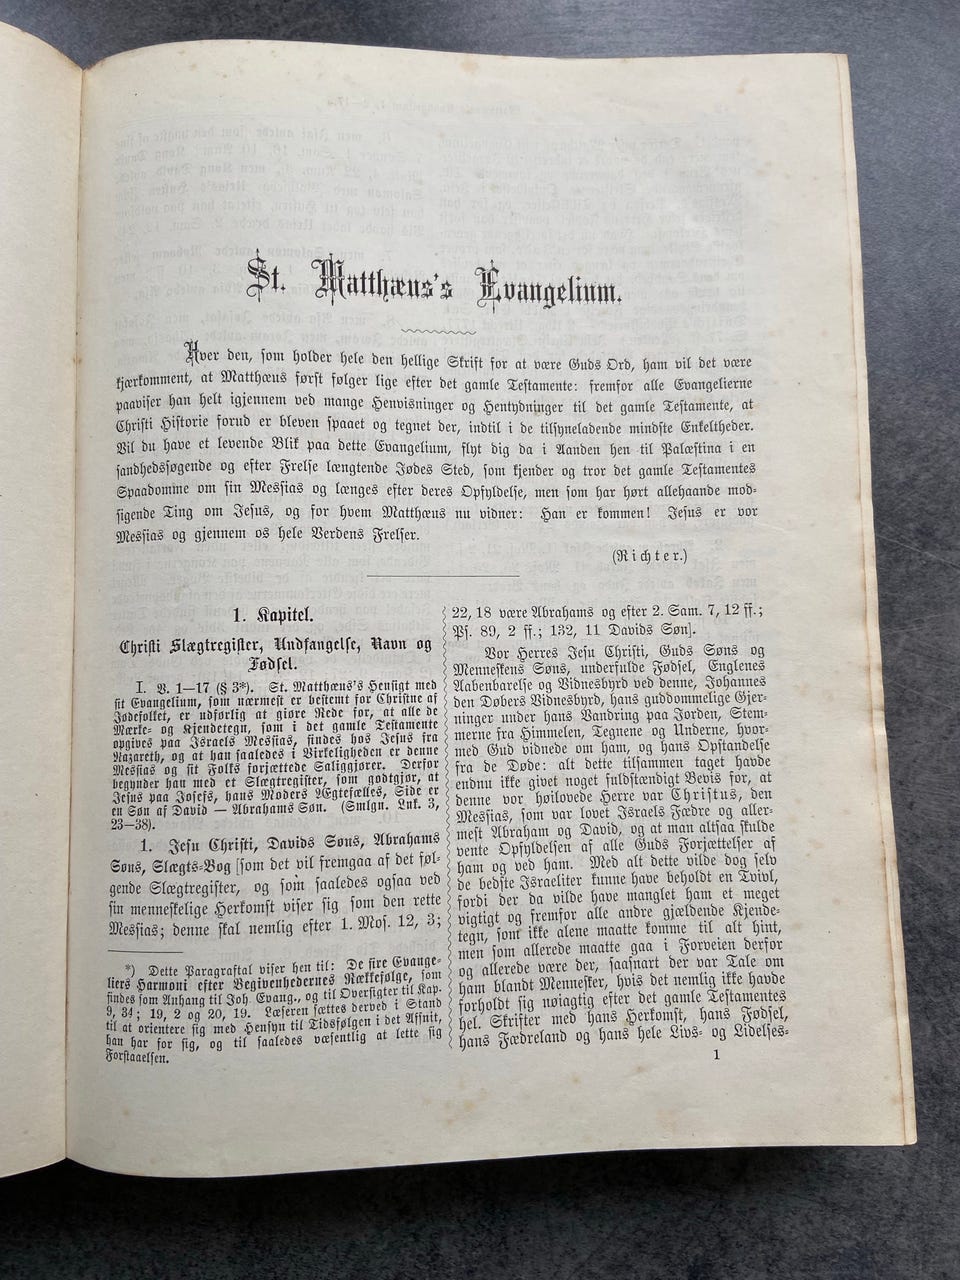 St. Matthæus's Evangelium.
Hver den, som holder hele den hellige Skrift for at være Guds Ord, ham vil det være
kjærkomment, at Matthæus først følger lige efter det gamle Testamente: fremfor alle Evangelierne
paaviser han helt igjennem ved mange Henvisninger og Hentydninger til det gamle Testamente, at
Christi Historie forud er bleven spaaet og tegnet der, indtil i de tilsyneladende mindste Enkeltheder.
Vil du have et levende Blik paa dette Evangelium, flyt dig da i Aanden hen til Palæstina i en
sandhedssøgende og efter Frelse længtende Jødes Sted, som kjender og tror det gamle Testamentes
Spaadomme om sin Messias og længes efter deres Opfyldelse, men som har hørt allehaande mod-
sigende Ting om Jesus, og for hvem Matthæus nu vidner: Han er kommen! Jesus er vor
Messias og gjennem os hele Verdens Frelser.
(Richter.)
1. Kapitel.
Christi Slægtregister, Undfangelse, Navn og
Fødsel.
I. V. 1—17 (§ 3*). St. Matthæus's Hensigt med
sit Evangelium, som nærmest er bestemt for Christne af
Jødefolket, er udførlig at gjøre Rede for, at alle de
Mærke- og Kjendetegn, som i det gamle Testamente
opgives paa Israels Messias, findes hos Jesus fra
Nazareth, og at han saaledes i Virkeligheden er denne
Messias og sit Folks forjættede Saliggjører. Derfor
begynder han med et Slægtregister, som godtgjør, at
Jesus paa Josefs, hans Moders Ægtefælles, Side er
en Søn af David — Abrahams Søn. (Smlgn. Luk. 3,
23—38).
1. Jesu Christi, Davids Søns, Abrahams
Søns, Slægts-Bog [som det vil fremgaa af det føl-
gende Slægtregister, og som saaledes ogsaa ved
sin menneskelige Herkomst viser sig som den rette
Messias; denne skal nemlig efter 1. Mos. 12, 3;
*) Dette Paragraftal viser hen til: De fire Evange-
liers Harmoni efter Begivenhedernes Rækkefølge, som
findes som Anhang til Joh. Evang., og til Oversigter til Kap.
9, 34; 19, 2 og 20, 19. Læseren sættes derved i Stand
til at orientere sig med Hensyn til Tidsfølgen i det Afsnit,
han har for sig, og til saaledes væsentlig at lette sig
Forstaaelsen.
22, 18 være Abrahams og efter 2. Sam. 7, 12 ff.;
Ps. 89, 2 ff.; 132, 11 Davids Søn].
Vor Herres Jesu Christi, Guds Søns og
Menneskens Søns, underfulde Fødsel, Englenes
Aabenbarelse og Vidnesbyrd ved denne, Johannes
den Døbers Vidnesbyrd, hans guddommelige Gjer-
ninger under hans Vandring paa Jorden, Stem-
merne fra Himmelen, Tegnene og Underne, hvor-
med Gud vidnede om ham, og hans Opstandelse
fra de Døde: alt dette tilsammen taget havde
endnu ikke givet noget fuldstændigt Bevis for, at
denne vor høilovede Herre var Christus, den
Messias, som var lovet Israels Fædre og aller-
mest Abraham og David, og at man altsaa skulde
vente Opfyldelsen af alle Guds Forjættelser af
ham og ved ham. Med alt dette vilde dog selv
de bedste Israeliter kunne have beholdt en Tvivl,
fordi der da vilde have manglet ham et meget
vigtigt og fremfor alle andre gjældende Kjende-
tegn, som ikke alene maatte komme til alt hint,
men som allerede maatte gaa i Forveien derfor
og allerede være der, saasnart der var Tale om
ham blandt Mennesker, hvis det nemlig ikke havde
forholdt sig nøiagtig efter det gamle Testamentes
hel. Skrifter med hans Herkomst, hans Fødsel,
hans Fædreland og hans hele Livs- og Lidelses-
1